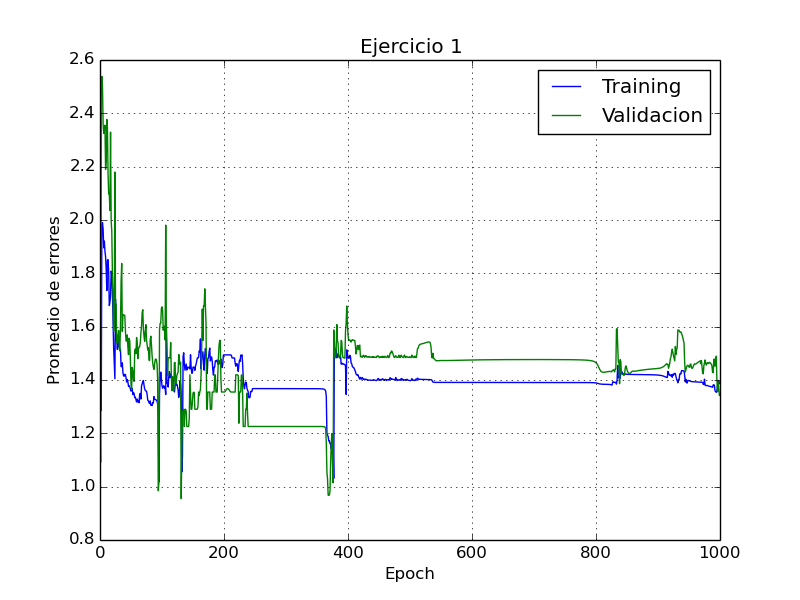 Ejercicio 1
2.6
2.4
2.2
2.0
1.8
1.6
1.4
1.2
1.0
0.8
Promedio de errores
Training
Validacion
0 200 400 600 800 1000
Epoch